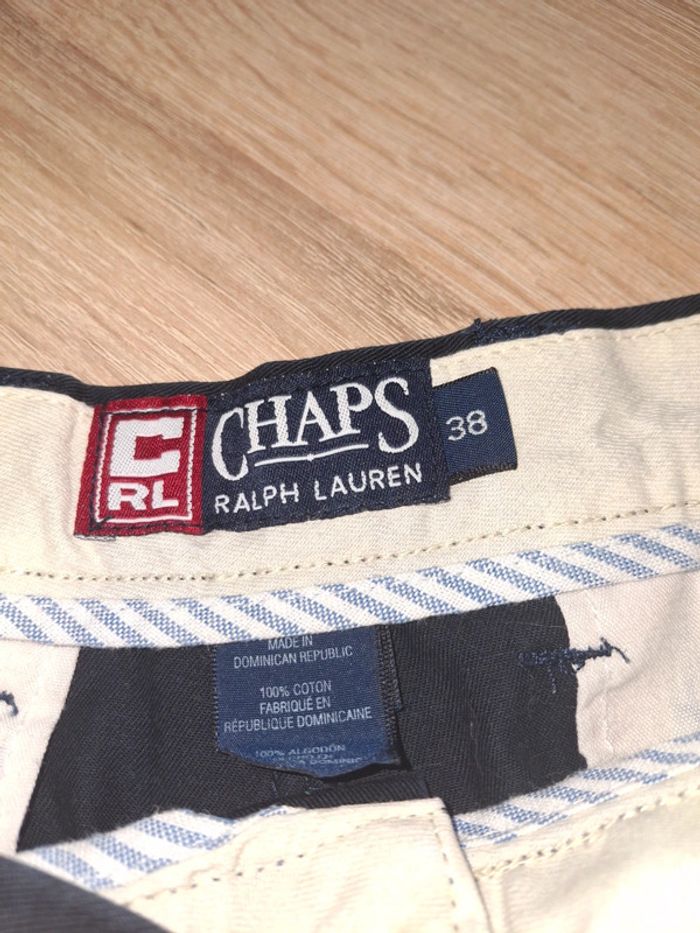 C
RL
CHAPS
RALPH LAUREN
38
MADE IN
DOMINICAN REPUBLIC
100% COTON
FABRIQUÉ EN
RÉPUBLIQUE DOMINICAINE
100% ALGODÓN